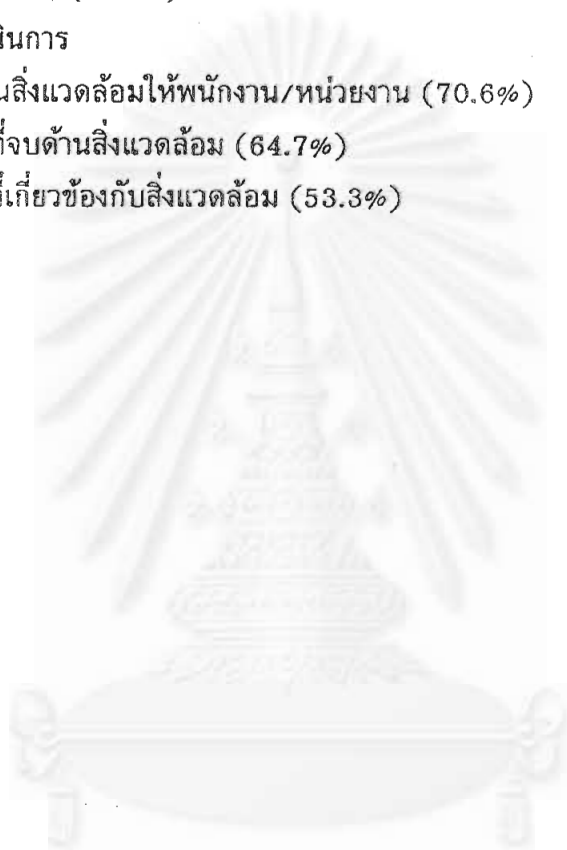 นินการ
นสิ่งแวดล้อมให้พนักงาน/หน่วยงาน (70.6%)
ที่จบด้านสิ่งแวดล้อม (64.7%)
เกี่ยวข้องกับสิ่งแวดล้อม (53.3%)